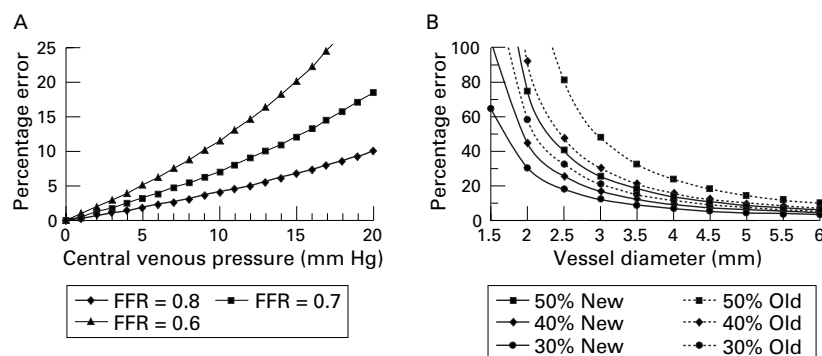 A
Percentage error
25
20
15
10
5
0
0 5 10 15 20
Central venous pressure (mm Hg)
FFR = 0.8 FFR = 0.7
FFR = 0.6
B
Percentage error
100
80
60
40
20
0
1.5 2 2.5 3 3.5 4 4.5 5 5.5 6
Vessel diameter (mm)
50% New 50% Old
40% New 40% Old
30% New 30% Old